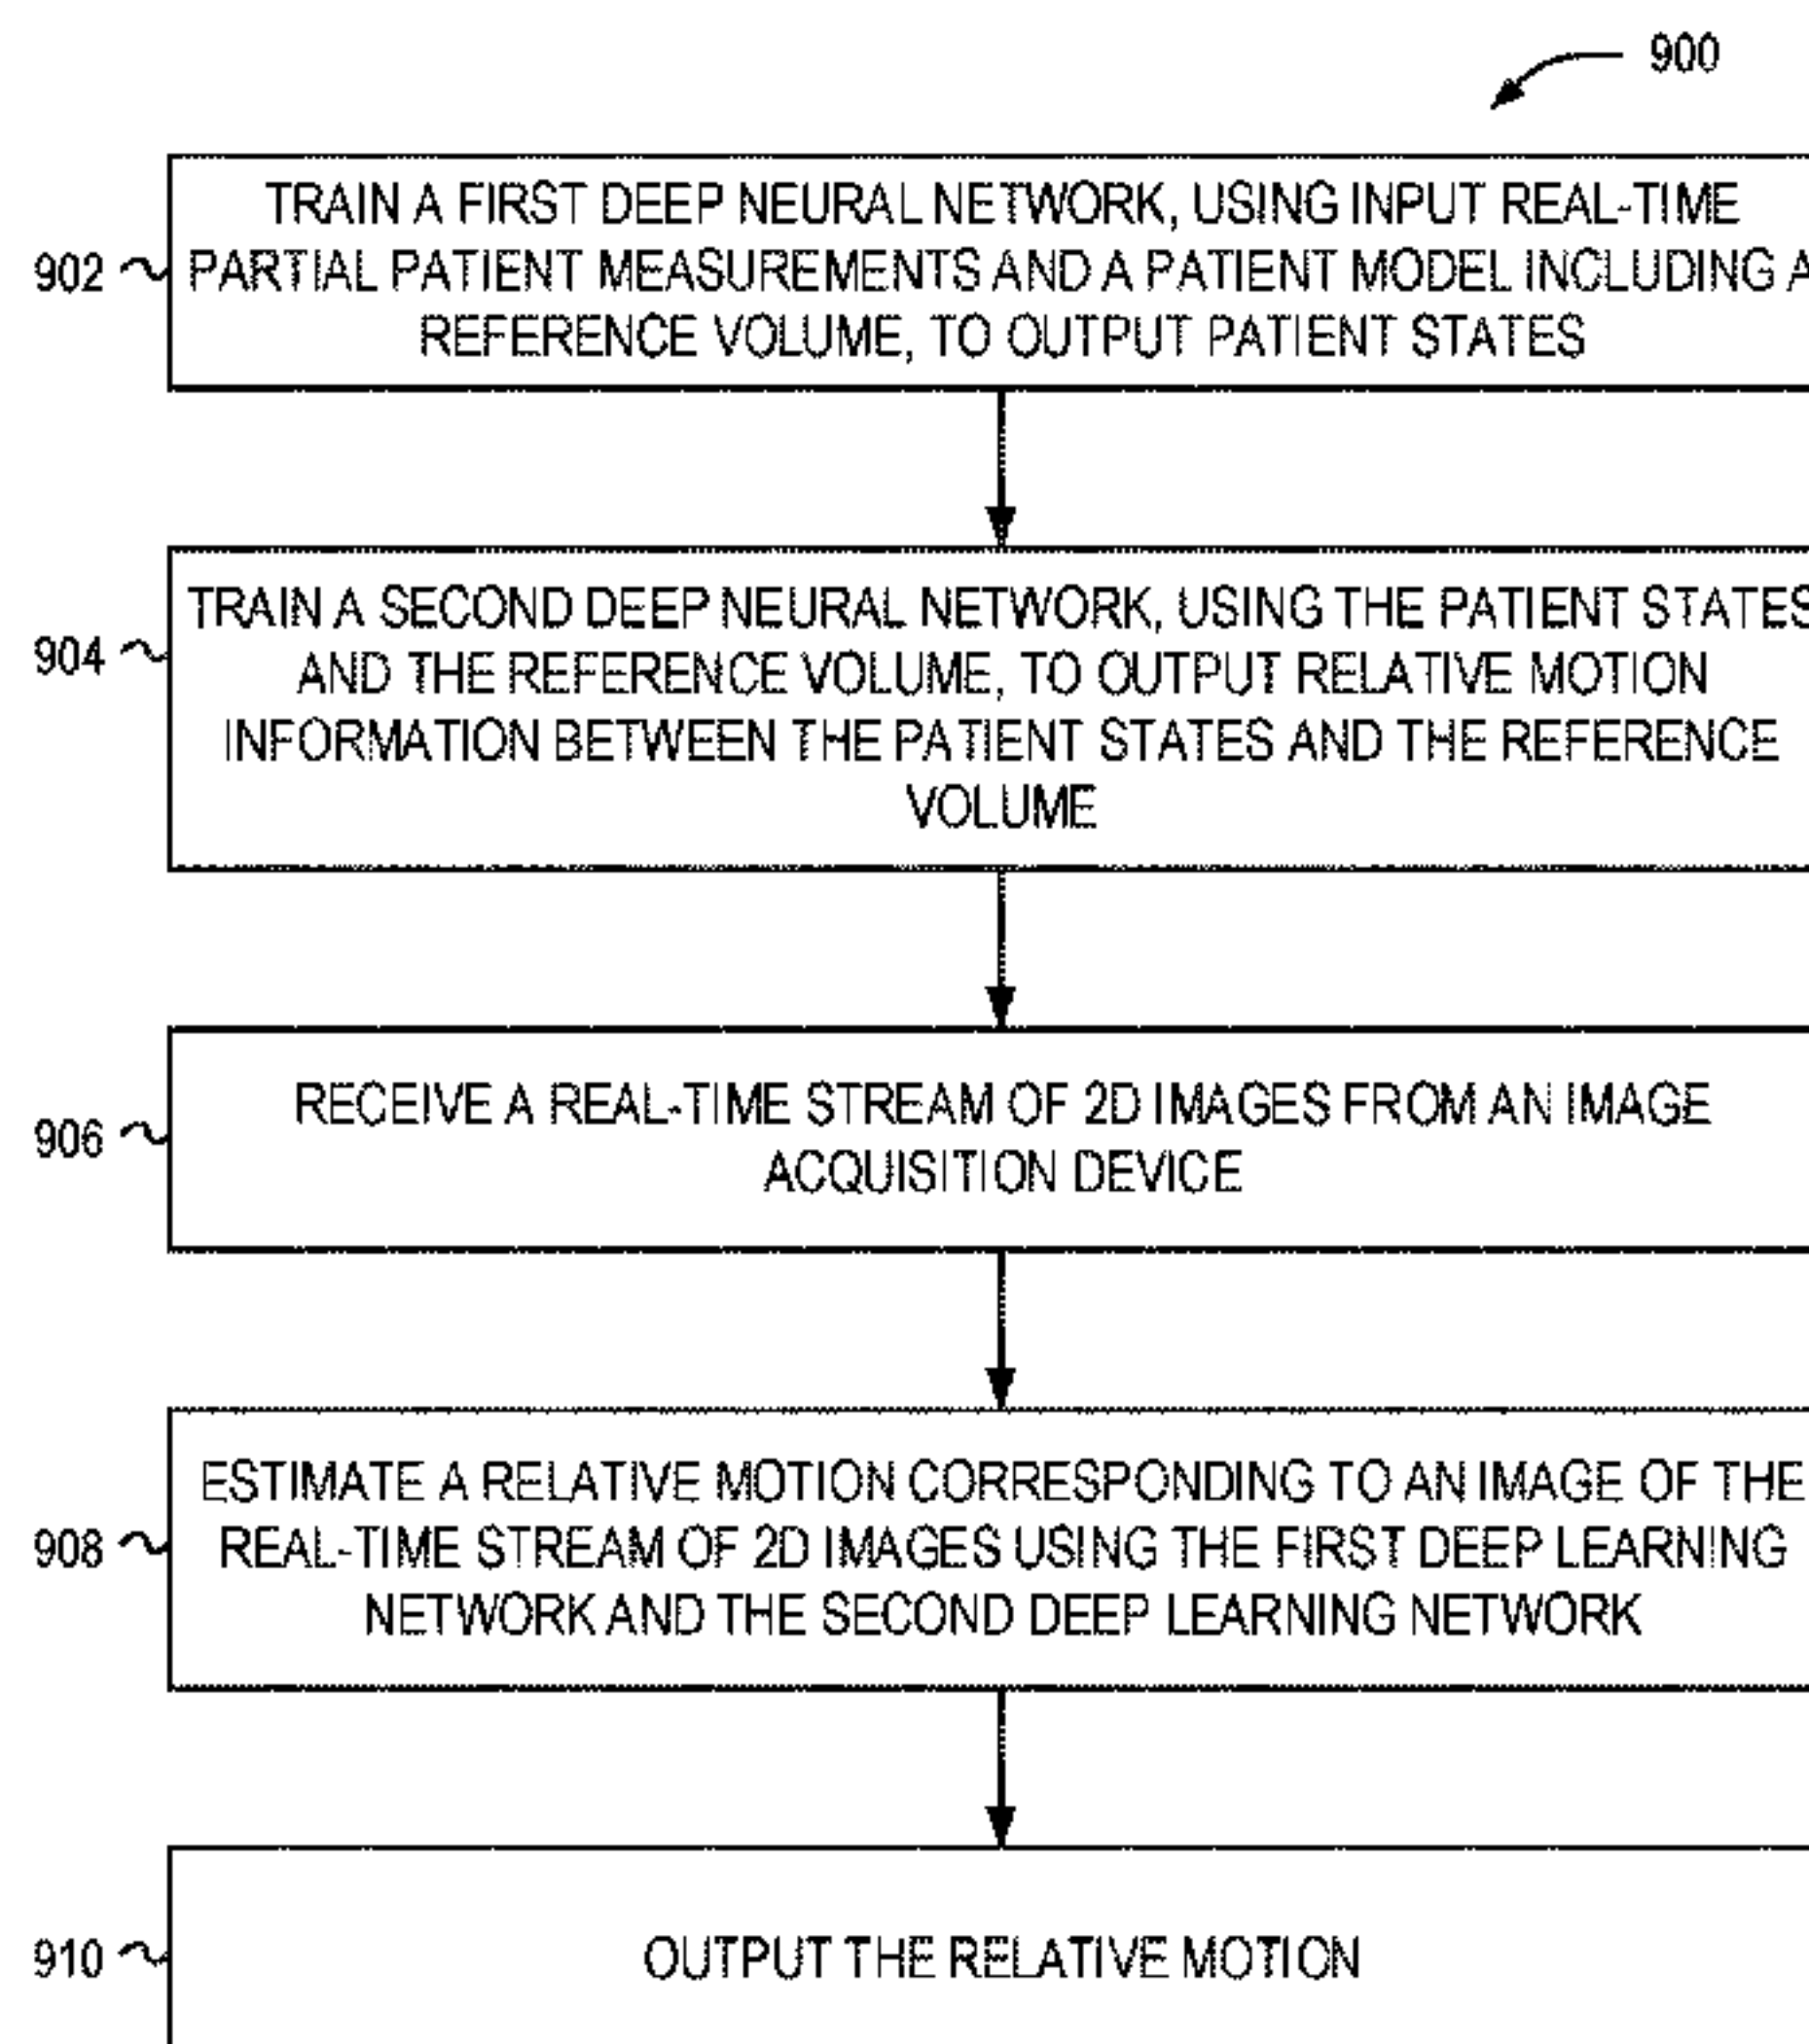 900
TRAIN A FIRST DEEP NEURAL NETWORK, USING INPUT REAL-TIME
902
PARTIAL PATIENT MEASUREMENTS AND A PATIENT MODEL INCLUDING A
REFERENCE VOLUME, TO OUTPUT PATIENT STATES
TRAIN A SECOND DEEP NEURAL NETWORK, USING THE PATIENT STATES
904
AND THE REFERENCE VOLUME, TO OUTPUT RELATIVE MOTION
INFORMATION BETWEEN THE PATIENT STATES AND THE REFERENCE
VOLUME
RECEIVE A REAL-TIME STREAM OF 2D IMAGES FROM AN IMAGE
906
ACQUISITION DEVICE
ESTIMATE A RELATIVE MOTION CORRESPONDING TO AN IMAGE OF THE
908
REAL-TIME STREAM OF 2D IMAGES USING THE FIRST DEEP LEARNING
NETWORK AND THE SECOND DEEP LEARNING NETWORK
910
OUTPUT THE RELATIVE MOTION